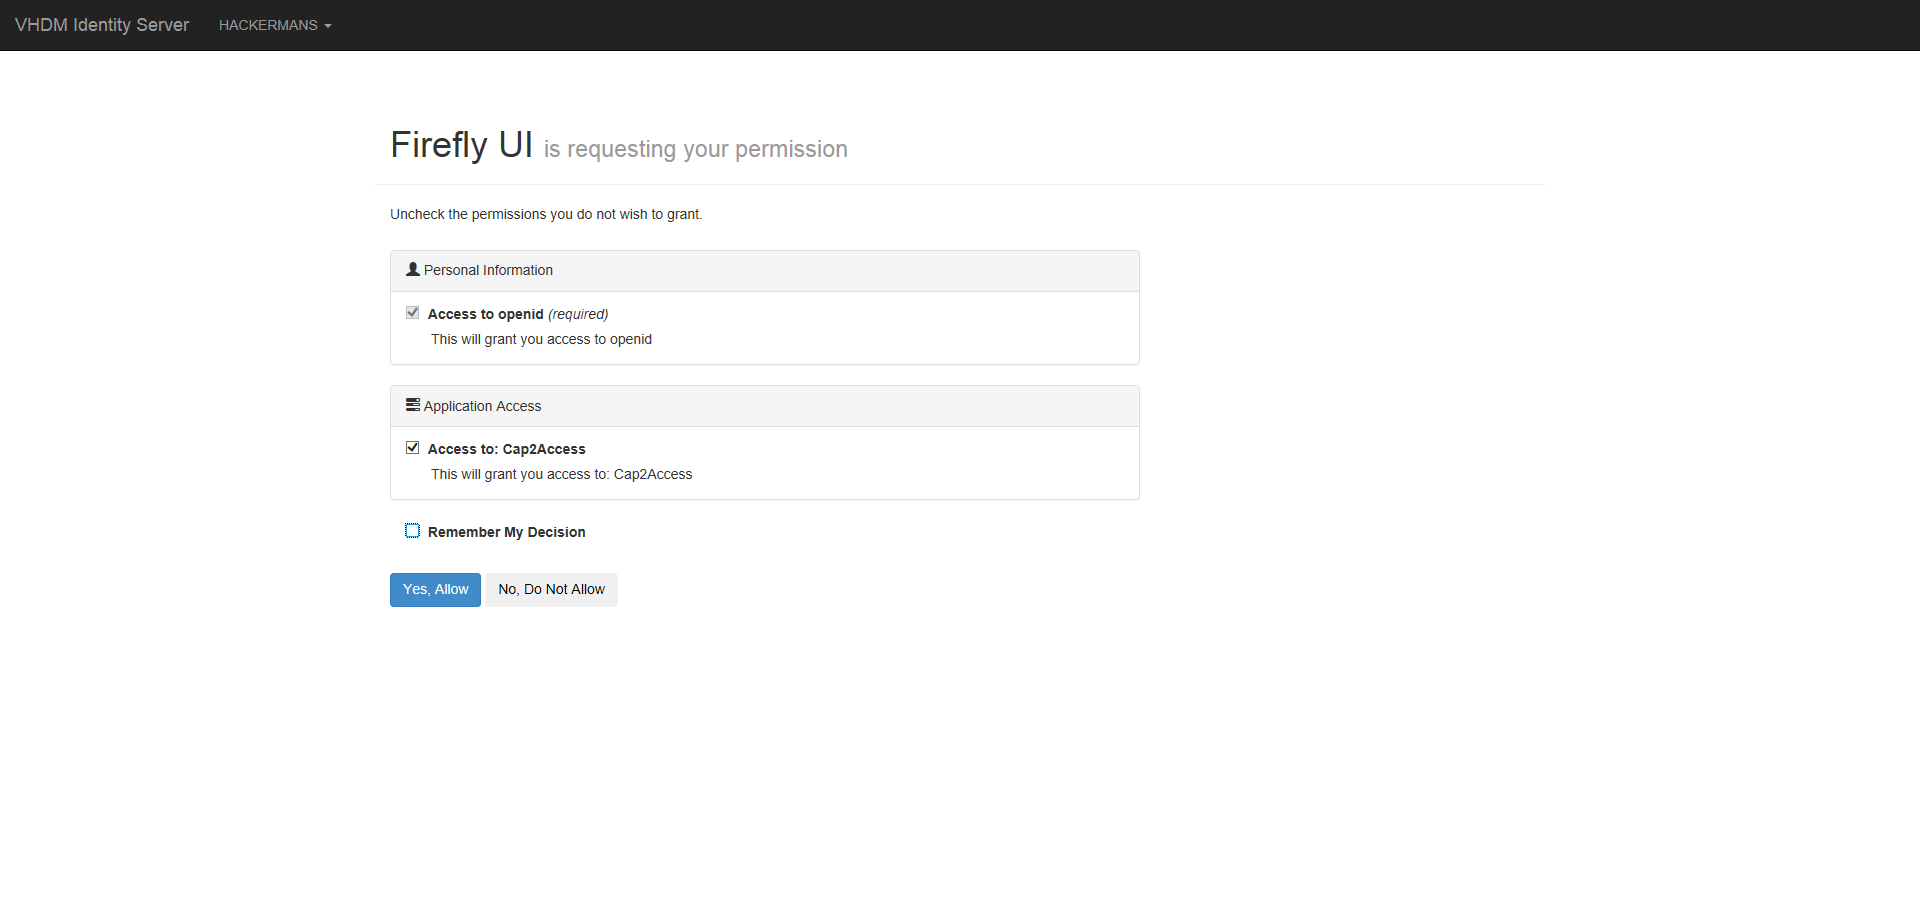 VHDM Identity Server HACKERMANS
Firefly UI is requesting your permission
Uncheck the permissions you do not wish to grant.
Personal Information
Access to openid (required)
This will grant you access to openid
Application Access
Access to: Cap2Access
This will grant you access to: Cap2Access
Remember My Decision
Yes, Allow No, Do Not Allow